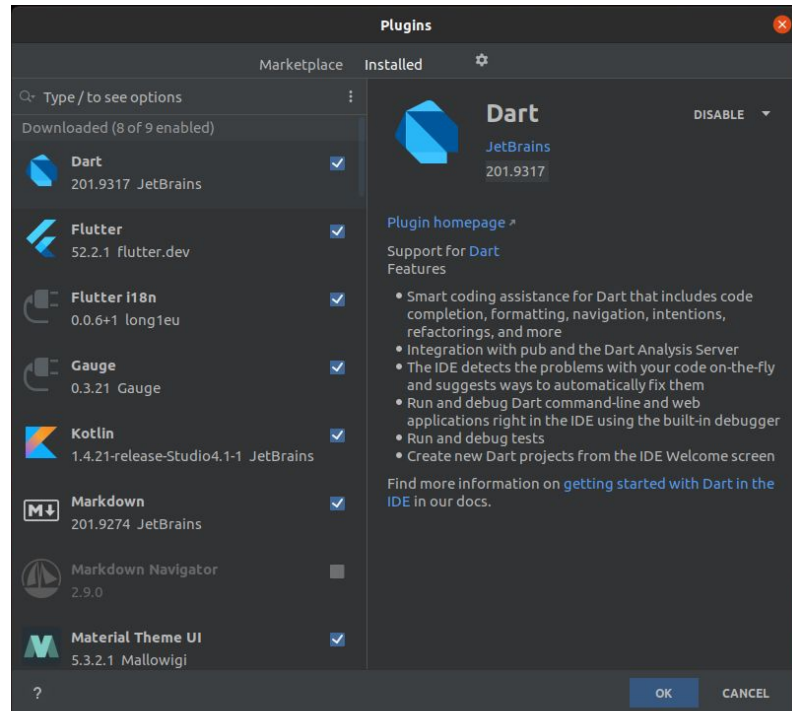 Plugins
Marketplace Installed
Type / to see options
Downloaded (8 of 9 enabled)
Dart
201.9317 JetBrains
Flutter
52.2.1 flutter.dev
Flutter i18n
0.0.6+1 long1eu
Gauge
0.3.21 Gauge
Kotlin
1.4.21-release-Studio4.1-1 JetBrains
M
Markdown
201.9274 JetBrains
Markdown Navigator
2.9.0
Material Theme UI
5.3.2.1 Mallowigi
Dart
DISABLE
JetBrains
201.9317
Plugin homepage
Support for Dart
Features
Smart coding assistance for Dart that includes code
completion, formatting, navigation, intentions,
refactorings, and more
Integration with pub and the Dart Analysis Server
The IDE detects the problems with your code on-the-fly
and suggests ways to automatically fix them
Run and debug Dart command-line and web
applications right in the IDE using the built-in debugger
Run and debug tests
Create new Dart projects from the IDE Welcome screen
Find more information on getting started with Dart in the
IDE in our docs.
?
OK CANCEL